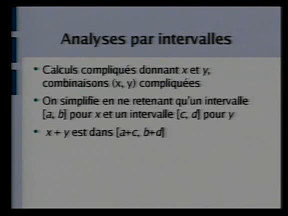 Analyses par intervalles
• Calculs compliqués donnant x et y,
combinaisons (x, y) compliquées
• On simplifie en ne retenant qu'un intervalle
[a, b] pour x et un intervalle [c, d] pour y
• x + y est dans [a+c, b+d]